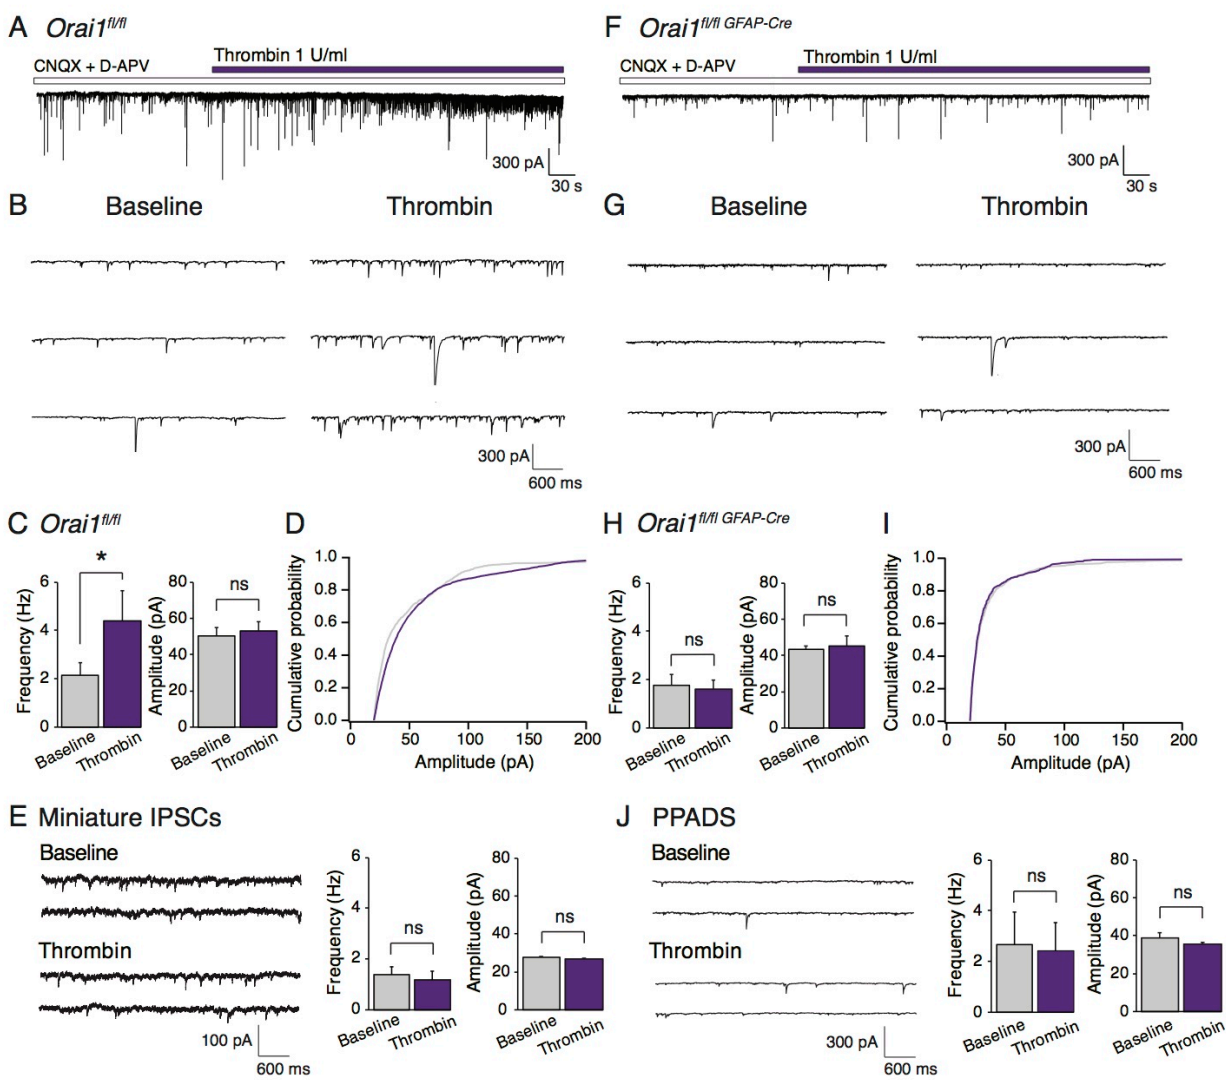 A Orai1fl/fl
Thrombin 1 U/ml
CNQX + D-APV
300 pA
30 s
B Baseline Thrombin
300 pA
600 ms
C Orai1fl/fl
*
Frequency (Hz)
6
4
2
0
Baseline
Thrombin
ns
Amplitude (pA)
80
60
40
20
0
Baseline
Thrombin
D
Cumulative probability
1.0
0.8
0.6
0.4
0.2
0.0
0 50 100 150 200
Amplitude (pA)
E Miniature IPSCs
Baseline
Thrombin
100 pA
600 ms
Frequency (Hz)
6
4
2
0
ns
Baseline
Thrombin
Amplitude (pA)
80
60
40
20
0
ns
Baseline
Thrombin
F Orai1fl/fl GFAP-Cre
Thrombin 1 U/ml
CNQX + D-APV
300 pA
30 s
G Baseline Thrombin
300 pA
600 ms
H Orai1fl/fl GFAP-Cre
Frequency (Hz)
6
4
2
0
ns
Baseline
Thrombin
Amplitude (pA)
80
60
40
20
0
ns
Baseline
Thrombin
I
Cumulative probability
1.0
0.8
0.6
0.4
0.2
0.0
0 50 100 150 200
Amplitude (pA)
J PPADS
Baseline
Thrombin
300 pA
600 ms
Frequency (Hz)
6
4
2
0
ns
Baseline
Thrombin
Amplitude (pA)
80
60
40
20
0
ns
Baseline
Thrombin